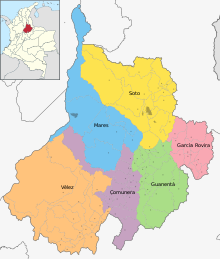 Soto
Mares
García Rovira
Vélez
Guanentá
Comunera